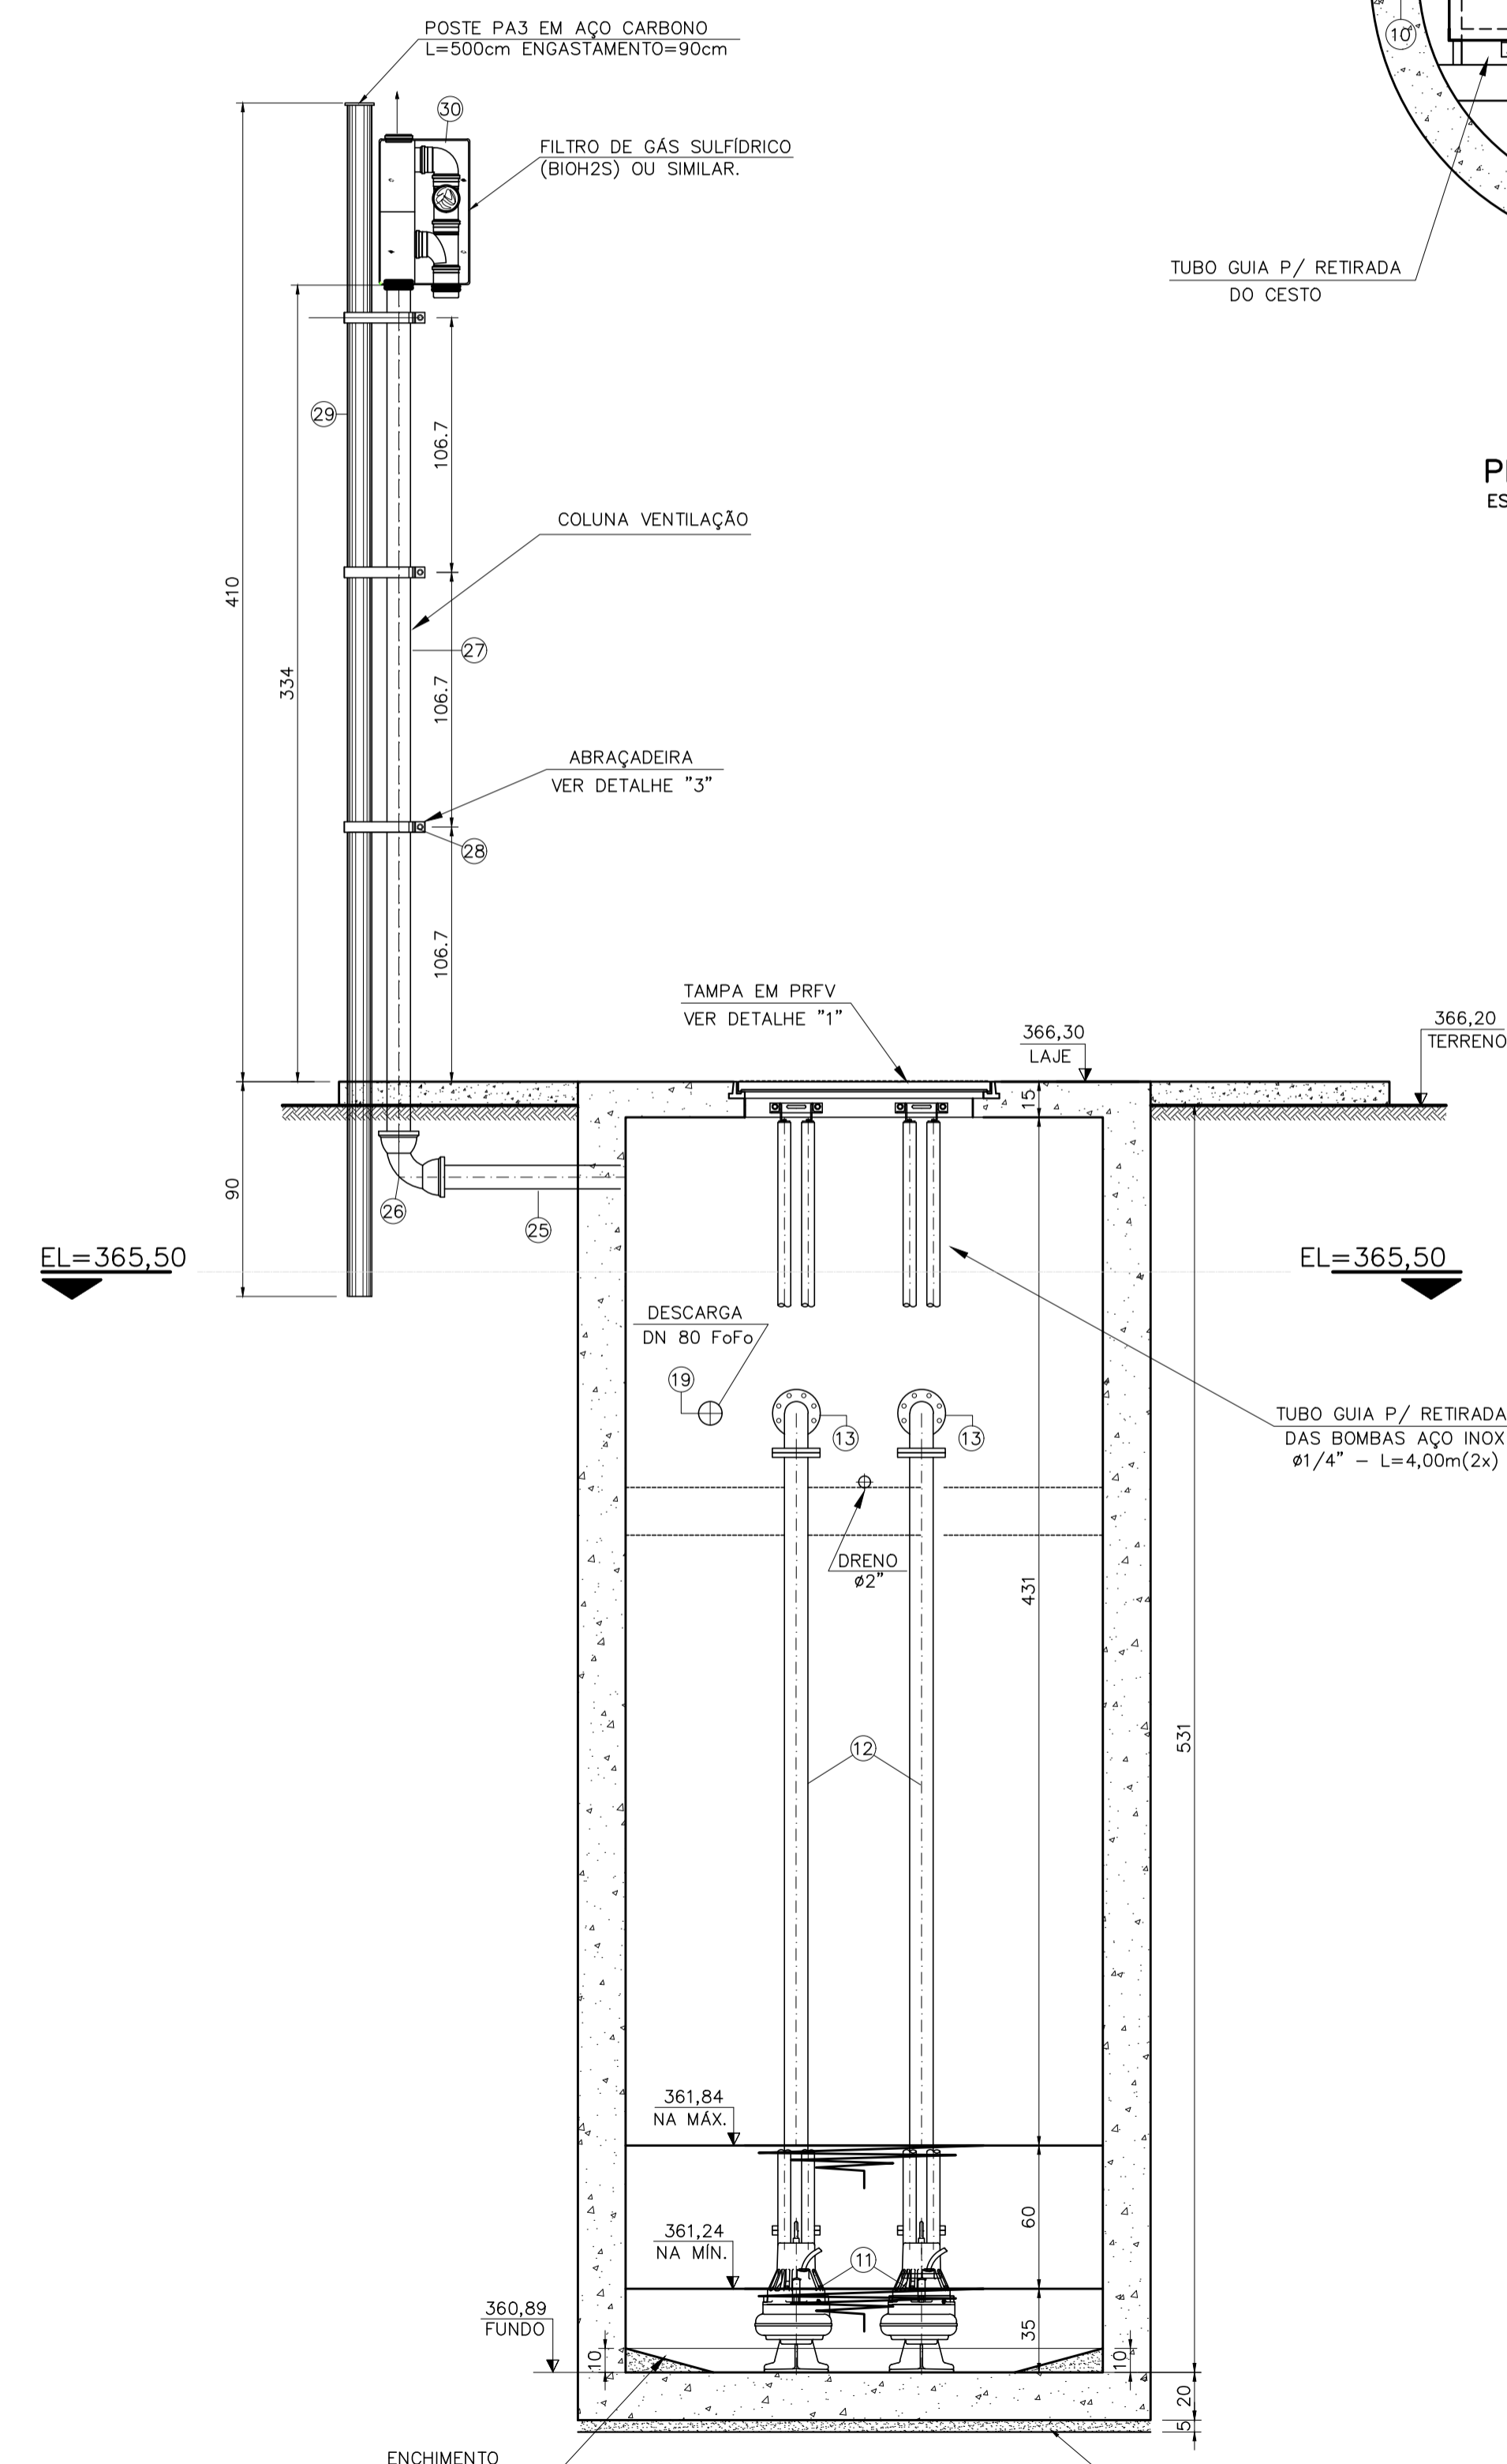 POSTE PA3 EM AÇO CARBONO
L=500cm ENGASTAMENTO=90cm
10
30
FILTRO DE GÁS SULFÍDRICO
(BIOH2S) OU SIMILAR.
TUBO GUIA P/ RETIRADA
DO CESTO
29
106.7
ES
COLUNA VENTILAÇÃO
410
27
334
106.7
ABRAÇADEIRA
VER DETALHE "3"
28
106.7
TAMPA EM PRFV
VER DETALHE "1"
366,30
LAJE
366,20
TERRENO
15
90
26
25
EL=365,50
EL=365,50
DESCARGA
DN 80 FoFo
19
13
13
TUBO GUIA P/ RETIRADA
DAS BOMBAS AÇO INOX
ø1/4" – L=4,00m(2x)
DRENO
ø2"
431
531
12
361,84
NA MÁX.
60
361,24
NA MÍN.
11
360,89
FUNDO
35
10
10
20
5
ENCHIMENTO